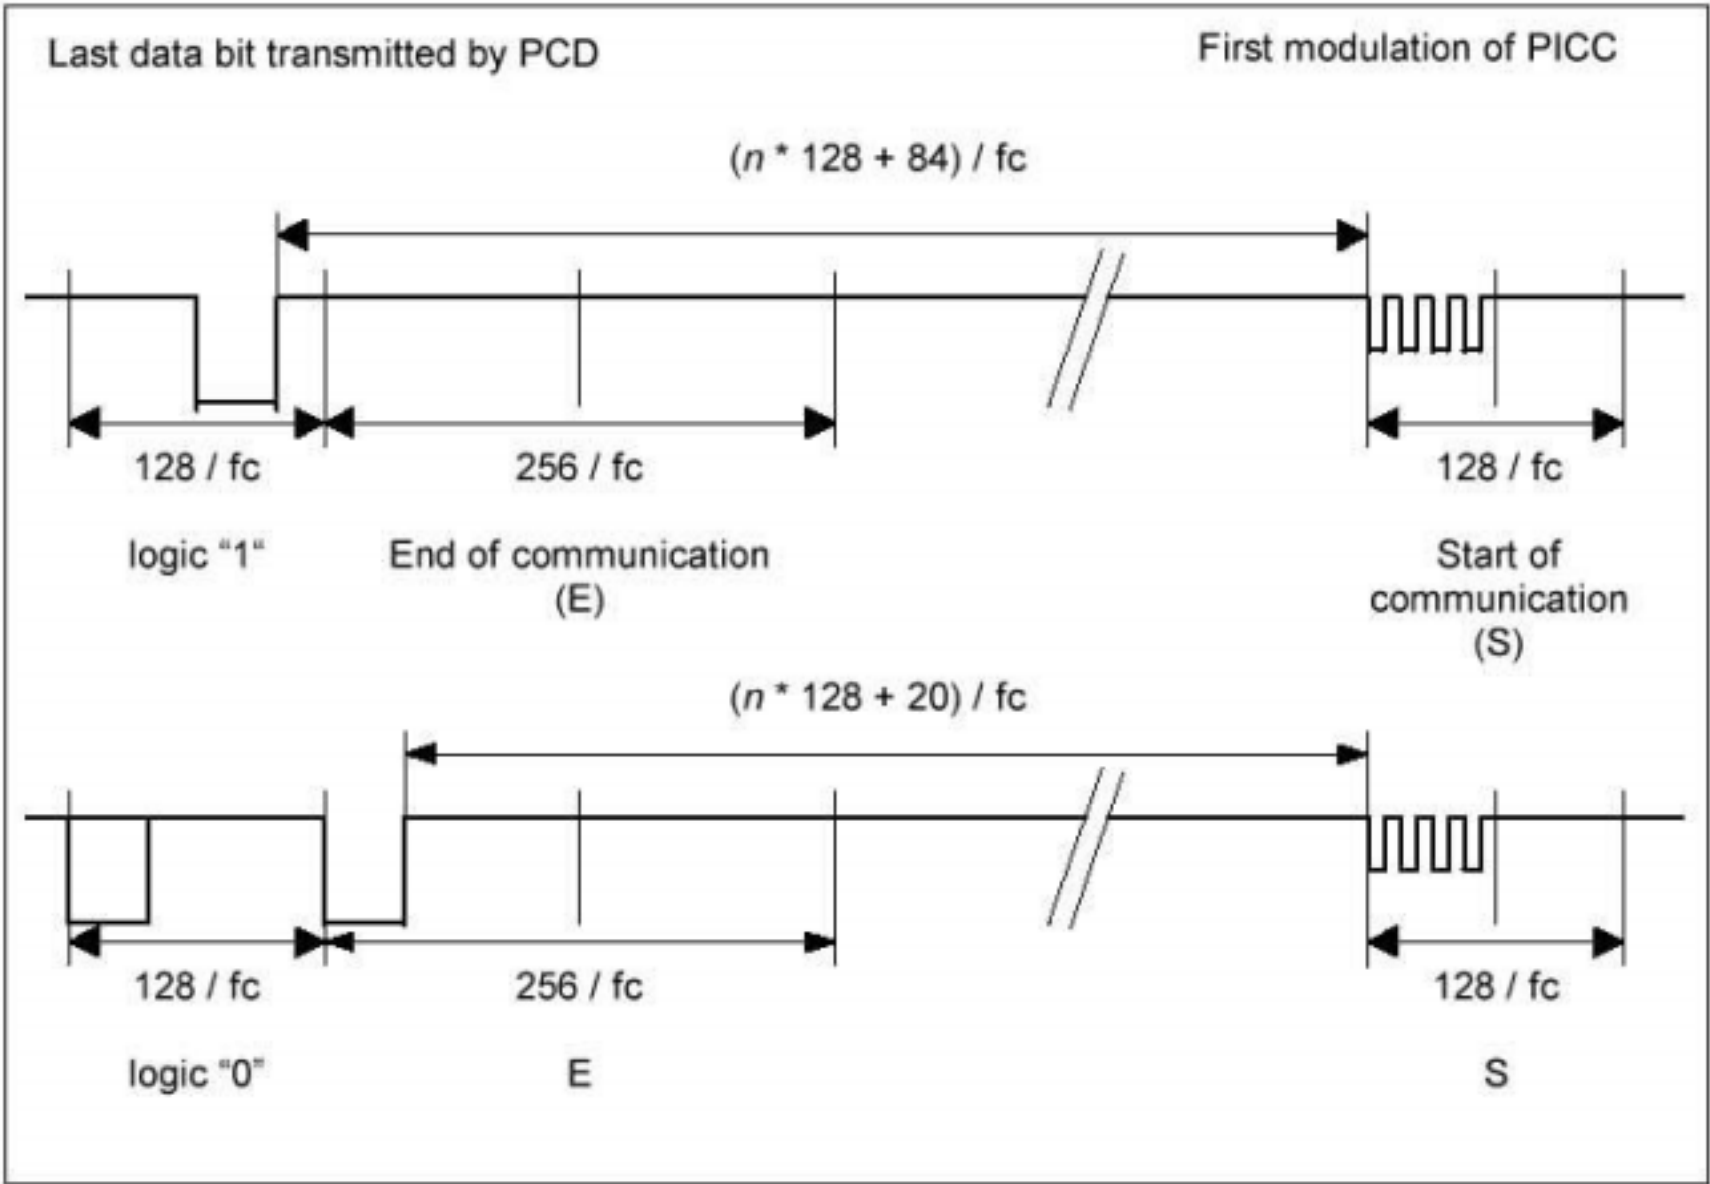 Last data bit transmitted by PCD
First modulation of PICC
(n * 128 + 84) / fc
128 / fc
256 / fc
128 / fc
logic “1“
End of communication
(E)
Start of
communication
(S)
(n * 128 + 20) / fc
128 / fc
256 / fc
128 / fc
logic “0”
E
S